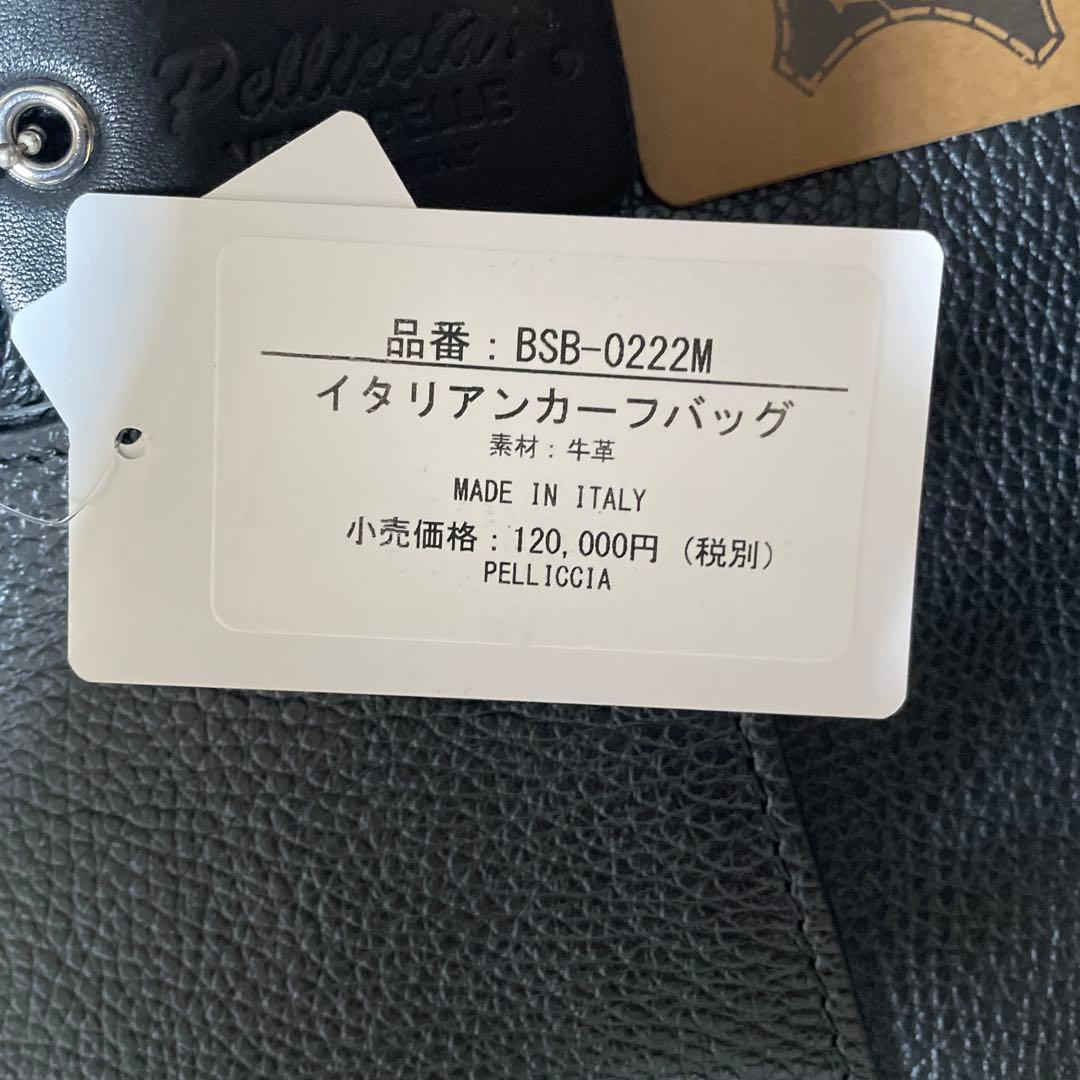 Pelliccia
品番：BSB-0222M
イタリアンカーフバッグ
素材：牛革
MADE IN ITALY
小売価格：120,000円（税別）
PELLICCIA